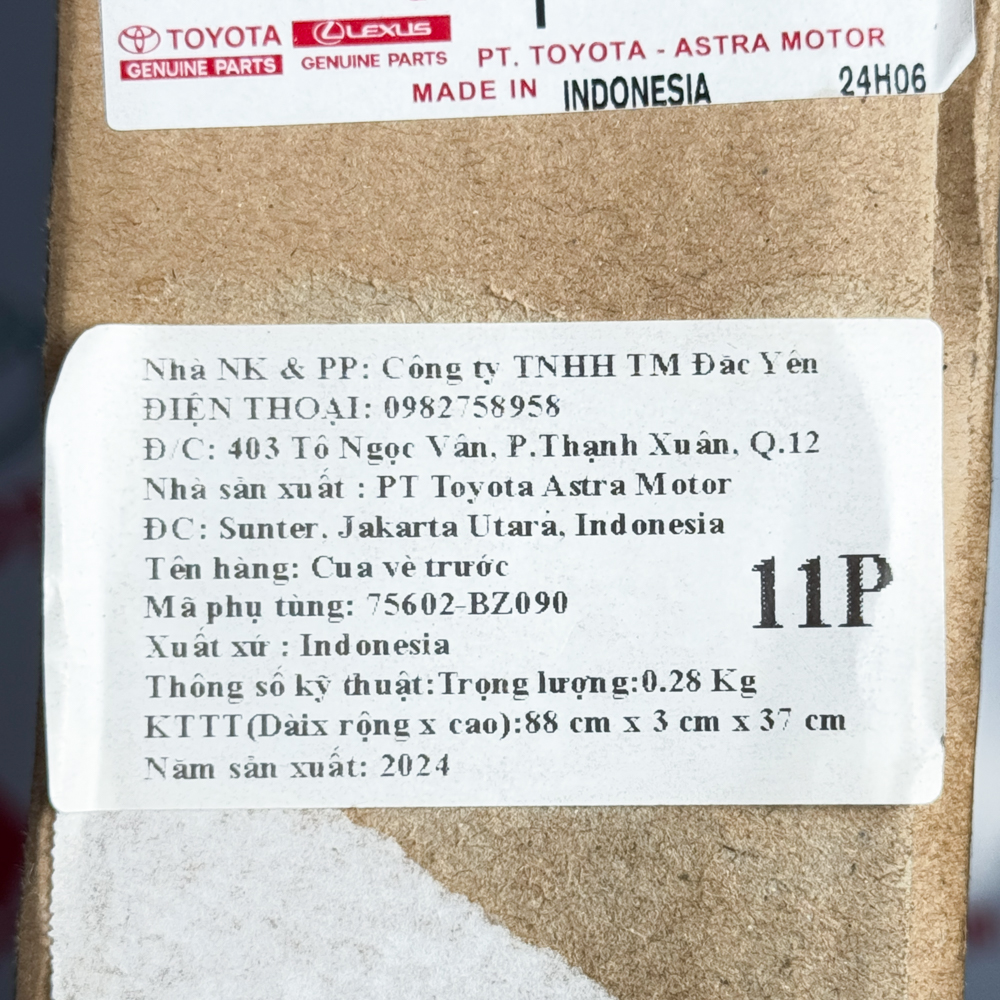 TOYOTA
GENUINE PARTS
LEXUS
GENUINE PARTS
PT. TOYOTA - ASTRA MOTOR
MADE IN INDONESIA 24H06
Nhà NK & PP: Công ty TNHH TM Đăc Yến
ĐIỆN THOẠI: 0982758958
Đ/C: 403 Tô Ngọc Vân, P.Thạnh Xuân, Q.12
Nhà sản xuất : PT Toyota Astra Motor
ĐC: Sunter, Jakarta Utara, Indonesia
Tên hàng: Cua vè trước
Mã phụ tùng: 75602-BZ090
11P
Xuất xứ : Indonesia
Thông số kỹ thuật:Trọng lượng:0.28 Kg
KTTT(Dàix rộng x cao):88 cm x 3 cm x 37 cm
Năm sản xuất: 2024